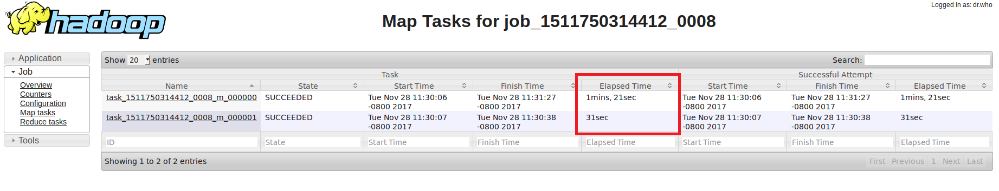 Logged in as: dr.who
hadoop
Map Tasks for job_1511750314412_0008
Application
Job
Overview
Counters
Configuration
Map tasks
Reduce tasks
Tools
Show 20 entries Search:
Task Successful Attempt
Name State Start Time Finish Time Elapsed Time Start Time Finish Time Elapsed Time
task_1511750314412_0008_m_000000 SUCCEEDED Tue Nov 28 11:30:06 Tue Nov 28 11:31:27 1mins, 21sec Tue Nov 28 11:30:06 Tue Nov 28 11:31:27 1mins, 21sec
-0800 2017 -0800 2017 -0800 2017 -0800 2017
task_1511750314412_0008_m_000001 SUCCEEDED Tue Nov 28 11:30:07 Tue Nov 28 11:30:38 31sec Tue Nov 28 11:30:07 Tue Nov 28 11:30:38 31sec
-0800 2017 -0800 2017 -0800 2017 -0800 2017
ID State Start Time Finish Time Elapsed Time Start Time Finish Time Elapsed Time
Showing 1 to 2 of 2 entries First Previous 1 Next Last